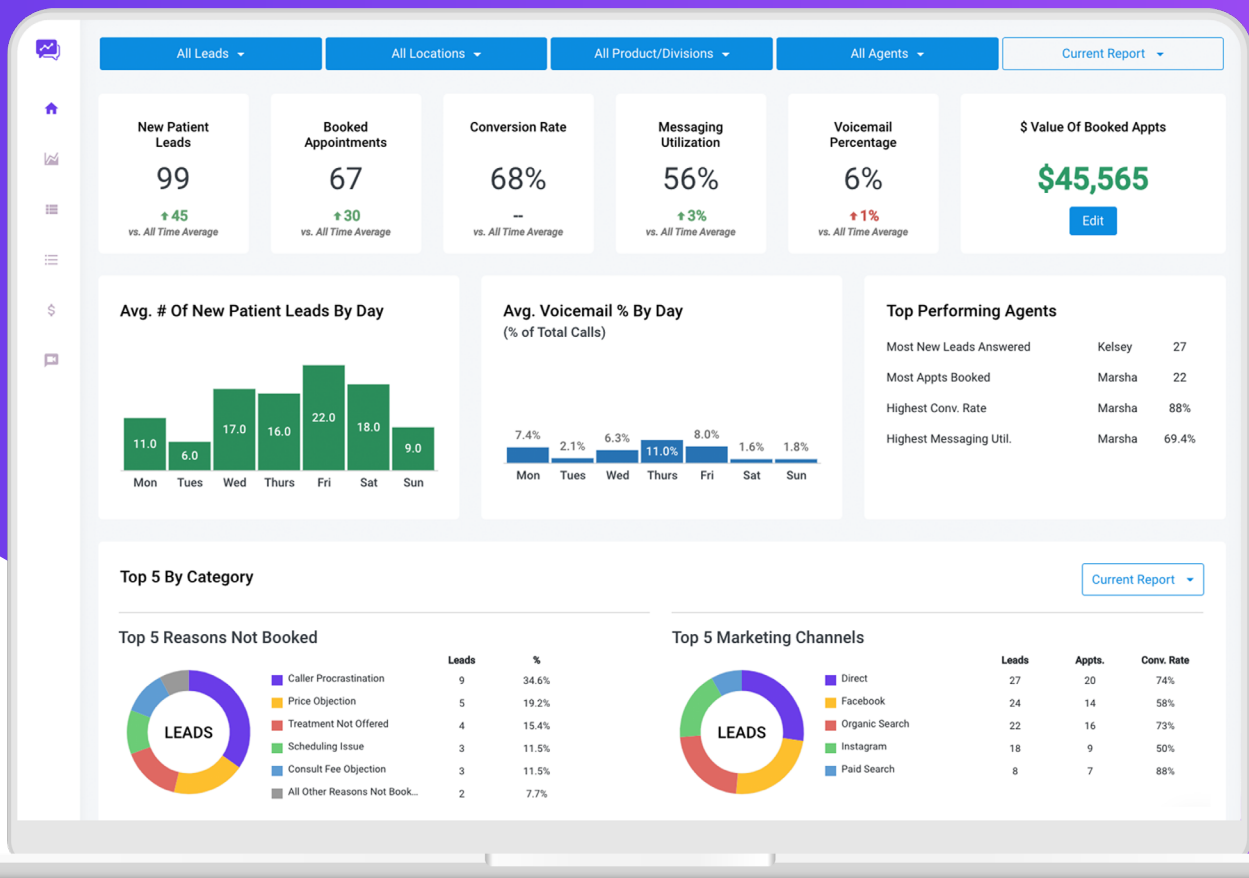 All Leads
All Locations
All Product/Divisions
All Agents
Current Report
New Patient
Leads
99
45
vs. All Time Average
Booked
Appointments
67
30
vs. All Time Average
Conversion Rate
68%
--
vs. All Time Average
Messaging
Utilization
56%
3%
vs. All Time Average
Voicemail
Percentage
6%
1%
vs. All Time Average
$ Value Of Booked Appts
$45,565
Edit
Avg. # Of New Patient Leads By Day
11.0
6.0
17.0
16.0
22.0
18.0
9.0
Mon Tues Wed Thurs Fri Sat Sun
Avg. Voicemail % By Day
(% of Total Calls)
7.4%
2.1%
6.3%
11.0%
8.0%
1.6%
1.8%
Mon Tues Wed Thurs Fri Sat Sun
Top Performing Agents
Most New Leads Answered Kelsey 27
Most Appts Booked Marsha 22
Highest Conv. Rate Marsha 88%
Highest Messaging Util. Marsha 69.4%
Top 5 By Category
Current Report
Top 5 Reasons Not Booked
LEADS
Leads %
Caller Procrastination 9 34.6%
Price Objection 5 19.2%
Treatment Not Offered 4 15.4%
Scheduling Issue 3 11.5%
Consult Fee Objection 3 11.5%
All Other Reasons Not Book... 2 7.7%
Top 5 Marketing Channels
LEADS
Leads Appts. Conv. Rate
Direct 27 20 74%
Facebook 24 14 58%
Organic Search 22 16 73%
Instagram 18 9 50%
Paid Search 8 7 88%